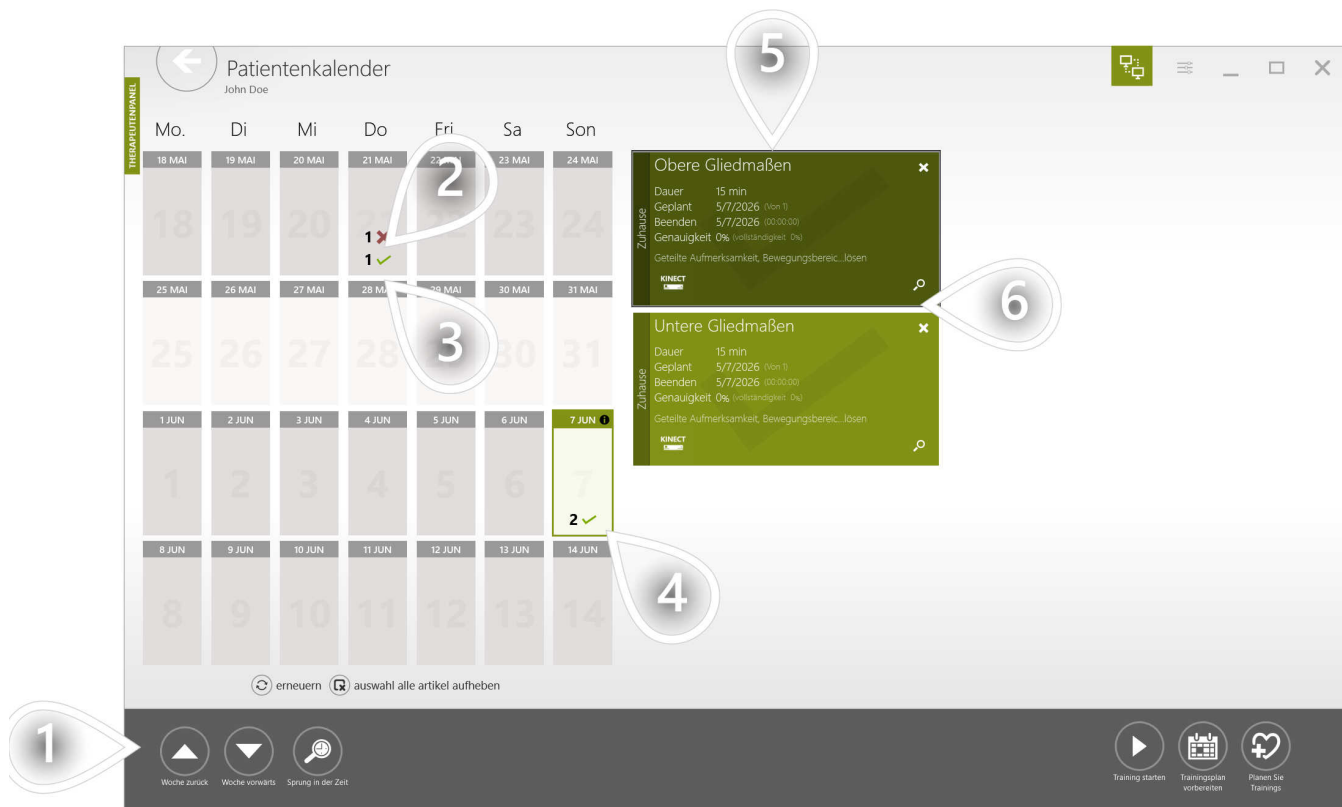 5
Patientenkalender
John Doe
THERAPEUTENPANEL
Mo. Di Mi Do Fri Sa Son
18 MAI 19 MAI 20 MAI 21 MAI 23 MAI 24 MAI
18 19 20 22 23 24
2
1
1
25 MAI 26 MAI 27 MAI 28 MAI 29 MAI 30 MAI 31 MAI
25 26 27 28 30 31
3
1 JUN 2 JUN 3 JUN 4 JUN 5 JUN 6 JUN 7 JUN
1 2 3 4 5 6 7
2
8 JUN 9 JUN 10 JUN 11 JUN 12 JUN 13 JUN 14 JUN
8 9 10 11 12 13 14
4
erneuern auswahl alle artikel aufheben
Obere Gliedmaßen
Zuhause
Dauer 15 min
Geplant 5/7/2026 (Von 1)
Beenden 5/7/2026 (00:00:00)
Genauigkeit 0% (vollständigkeit 0%)
Geteilte Aufmerksamkeit, Bewegungsbereic...lösen
KINECT
6
Untere Gliedmaßen
Zuhause
Dauer 15 min
Geplant 5/7/2026 (Von 1)
Beenden 5/7/2026 (00:00:00)
Genauigkeit 0% (vollständigkeit 0%)
Geteilte Aufmerksamkeit, Bewegungsbereic...lösen
KINECT
1
Woche zurück
Woche vorwärts
Sprung in der Zeit
Training starten
Trainingsplan
vorbereiten
Planen Sie
Trainings